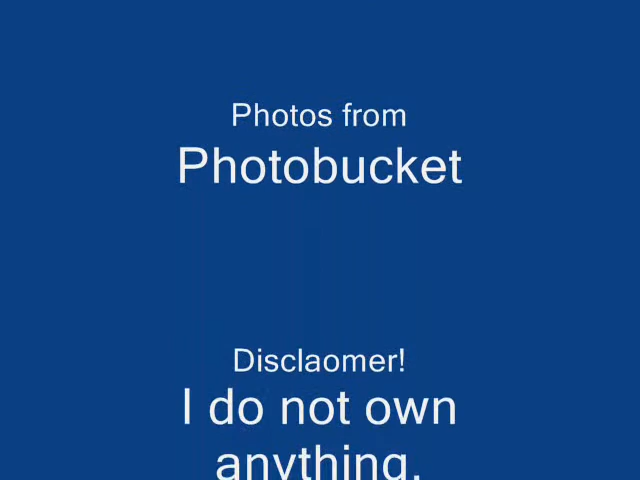 Photos from
Photobucket
Disclaomer!
I do not own
anything.